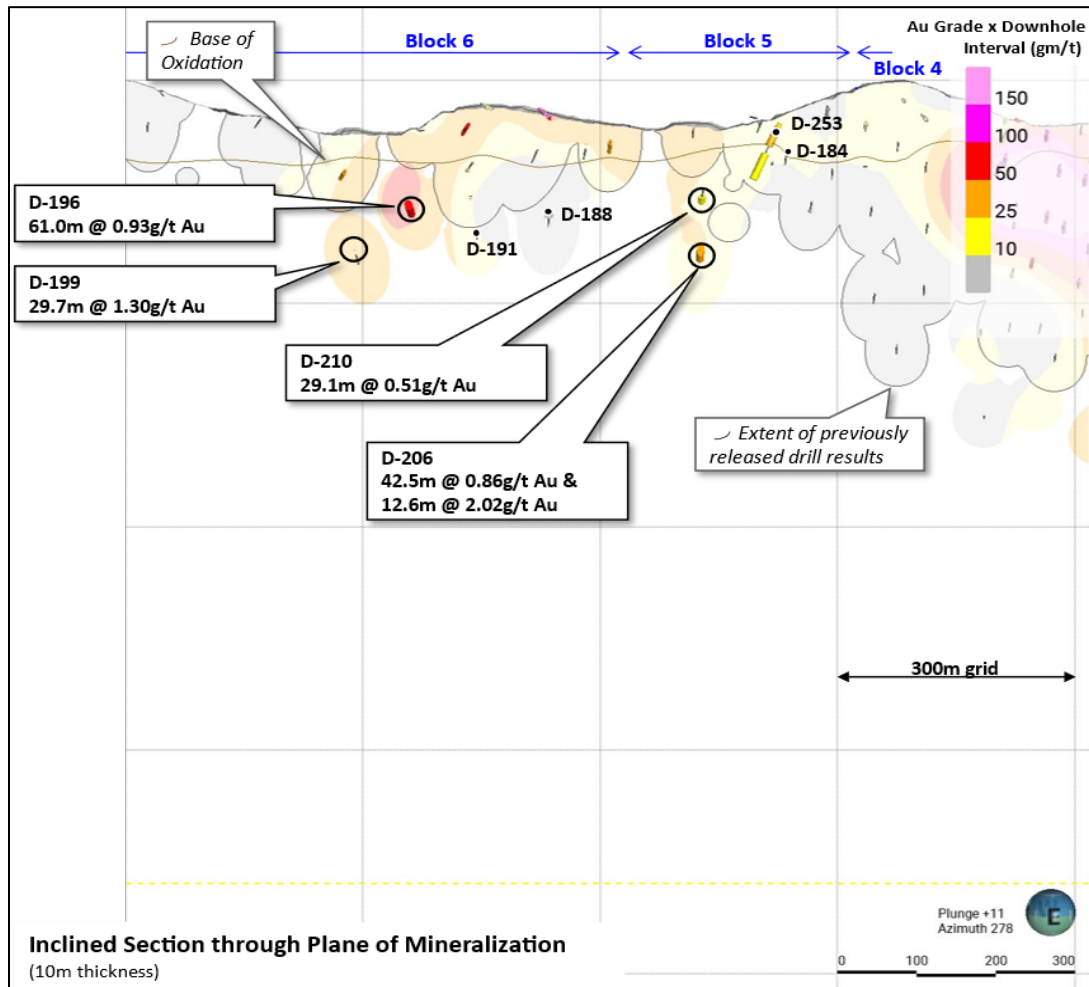 Block 6
Block 5
Block 4
Au Grade x Downhole
Interval (gm/t)
150
100
50
25
10
Base of
Oxidation
D-253
D-184
D-196
61.0m @ 0.93g/t Au
D-188
D-191
D-199
29.7m @ 1.30g/t Au
D-210
29.1m @ 0.51g/t Au
D-206
42.5m @ 0.86g/t Au &
12.6m @ 2.02g/t Au
Extent of previously
released drill results
300m grid
Plunge +11
Azimuth 278
E
Inclined Section through Plane of Mineralization
(10m thickness)
0 100 200 300